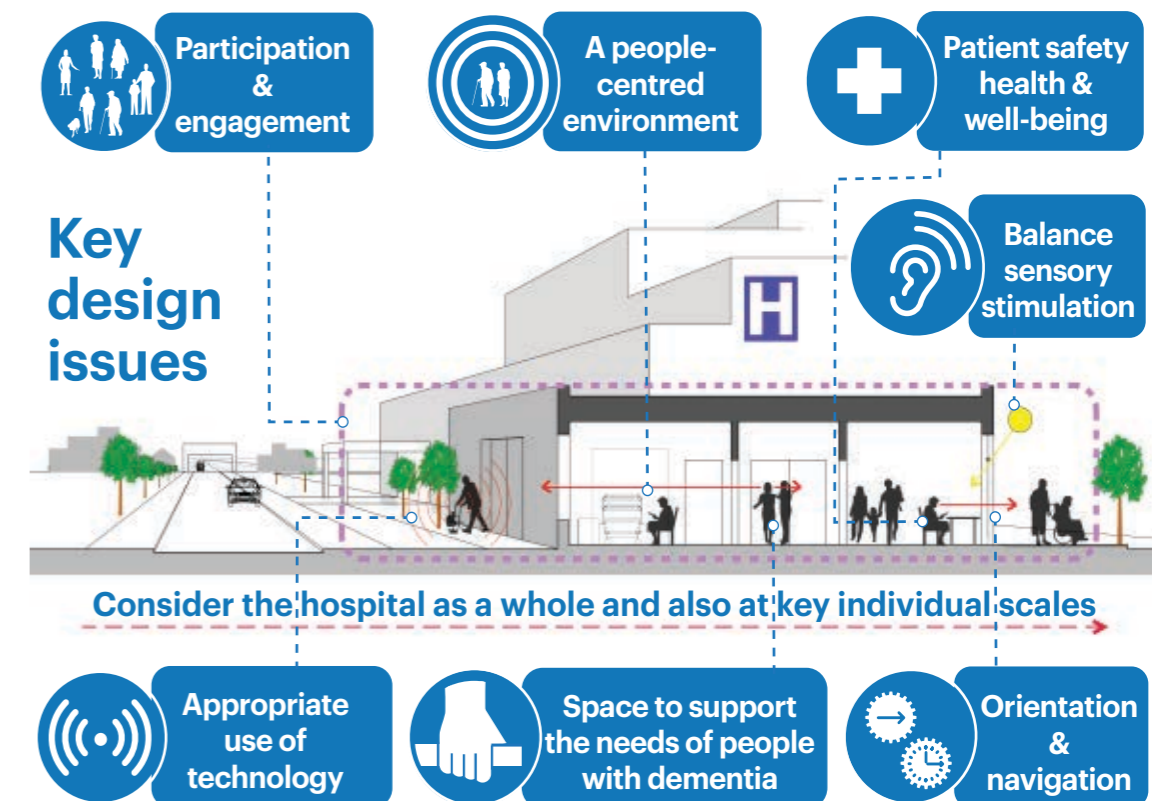 Participation
&
engagement
A people-
centred
environment
Patient safety
health &
well-being
Key
design
issues
Balance
sensory
stimulation
H
Consider the hospital as a whole and also at key individual scales
Appropriate
use of
technology
Space to support
the needs of people
with dementia
Orientation
&
navigation